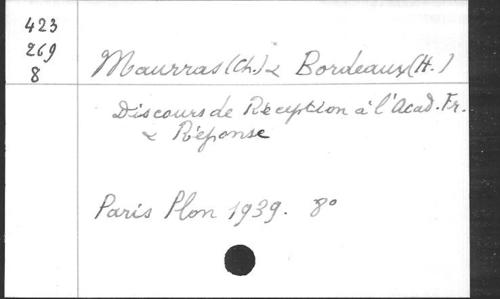 423
269
8
Maurras (Ch.) & Bordeaux (H.)
Discours de Réception à l'Acad. Fr.
& Réponse
Paris Plon 1939. 8°